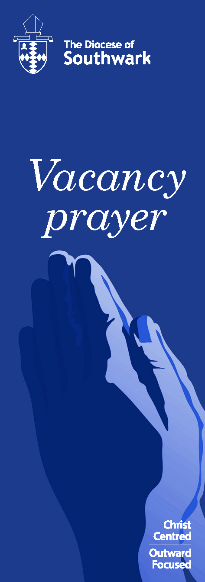 The Diocese of
Southwark
Vacancy
prayer
Christ
Centred
Outward
Focused